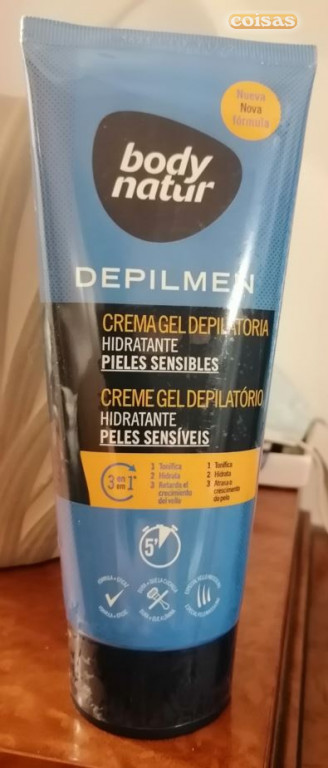 coisas
Nueva
Nova
fórmula
body
natur
DEPILMEN
CREMA GEL DEPILATORIA
HIDRATANTE
PIELES SENSIBLES
CREME GEL DEPILATÓRIO
HIDRATANTE
PELES SENSÍVEIS
3 en em 1
1 Tonifica
2 Hidrata
3 Retarda el
crecimiento
del vello
1 Tonifica
2 Hidrata
3 Atrasa o
crescimento
do pelo
5'